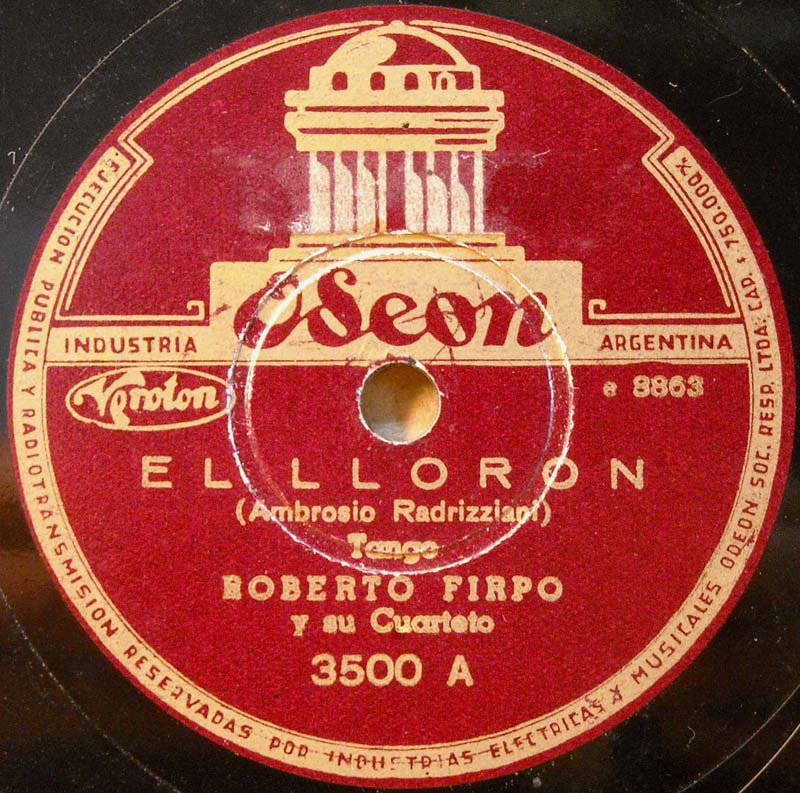 Odeon
INDUSTRIA
ARGENTINA
Veroton
e 8863
EL LLORON
(Ambrosio Radrizziani)
Tango
ROBERTO FIRPO
y su Cuarteto
3500 A
EJECUCION PUBLICA Y RADIOTRANSMISION RESERVADAS POR INDUSTRIAS ELECTRICAS Y MUSICALES ODEON SOC. RESP. LTDA: CAP. $ 750.000 %